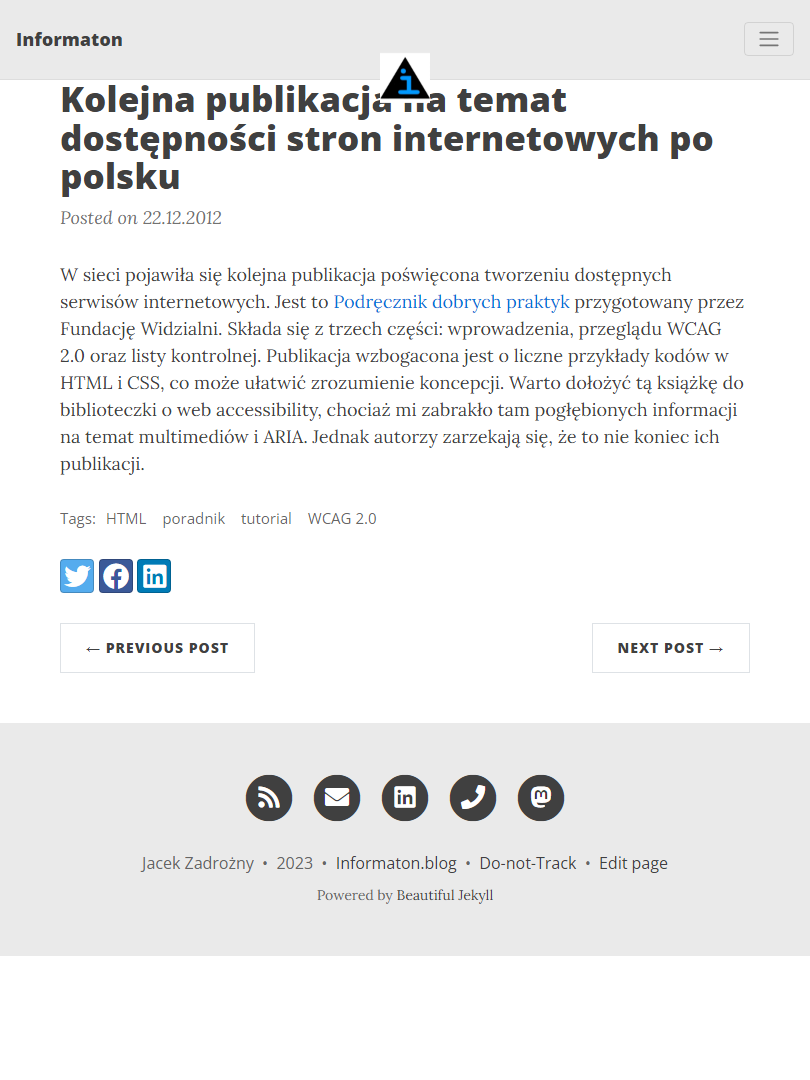 Informaton
Kolejna publikacja na temat
dostępności stron internetowych po
polsku
Posted on 22.12.2012
W sieci pojawiła się kolejna publikacja poświęcona tworzeniu dostępnych
serwisów internetowych. Jest to Podręcznik dobrych praktyk przygotowany przez
Fundację Widzialni. Składa się z trzech części: wprowadzenia, przeglądu WCAG
2.0 oraz listy kontrolnej. Publikacja wzbogacona jest o liczne przykłady kodów w
HTML i CSS, co może ułatwić zrozumienie koncepcji. Warto dołożyć tą książkę do
biblioteczki o web accessibility, chociaż mi zabrakło tam pogłębionych informacji
na temat multimediów i ARIA. Jednak autorzy zarzekają się, że to nie koniec ich
publikacji.
Tags: HTML poradnik tutorial WCAG 2.0
← PREVIOUS POST
NEXT POST →
Jacek Zadrożny • 2023 • Informaton.blog • Do-not-Track • Edit page
Powered by Beautiful Jekyll